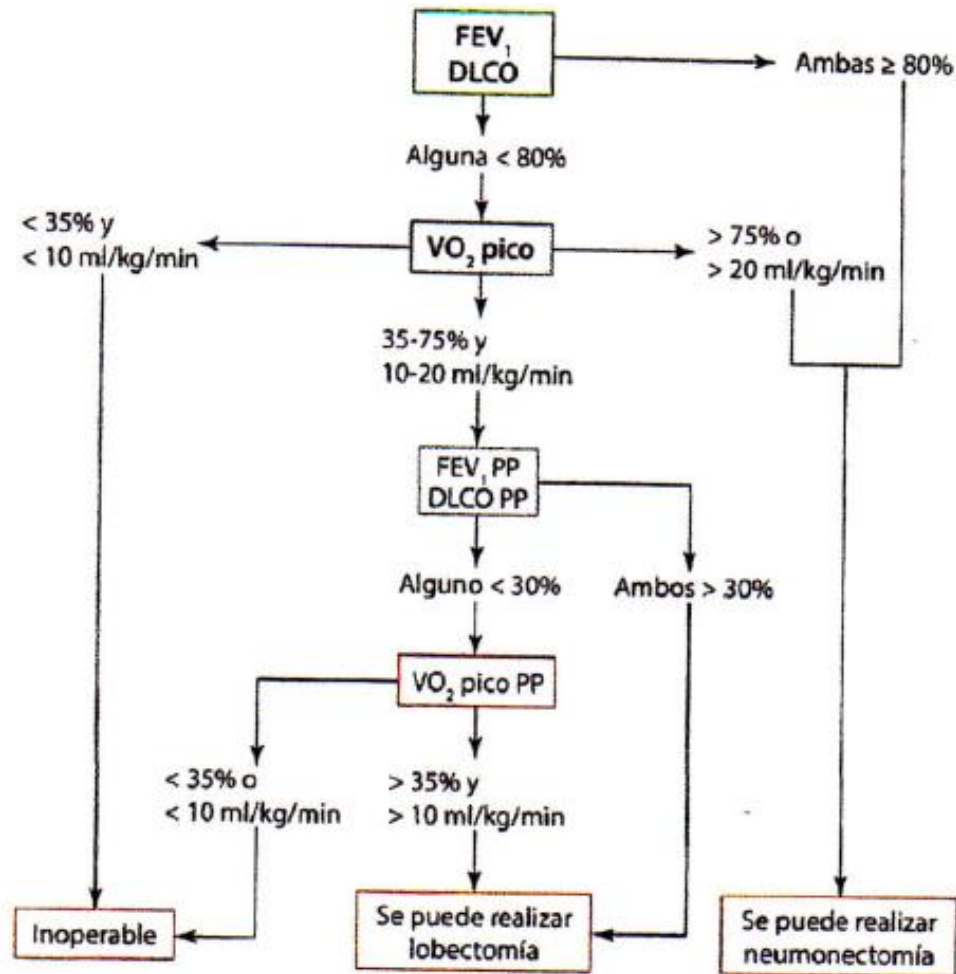 FEV₁
DLCO
Ambas ≥ 80%
Alguna < 80%
< 35% y
< 10 ml/kg/min
VO₂ pico
> 75% o
> 20 ml/kg/min
35-75% y
10-20 ml/kg/min
FEV₁ PP
DLCO PP
Alguno < 30%
Ambos > 30%
VO₂ pico PP
< 35% o
< 10 ml/kg/min
> 35% y
> 10 ml/kg/min
Inoperable
Se puede realizar
lobectomía
Se puede realizar
neumonectomía